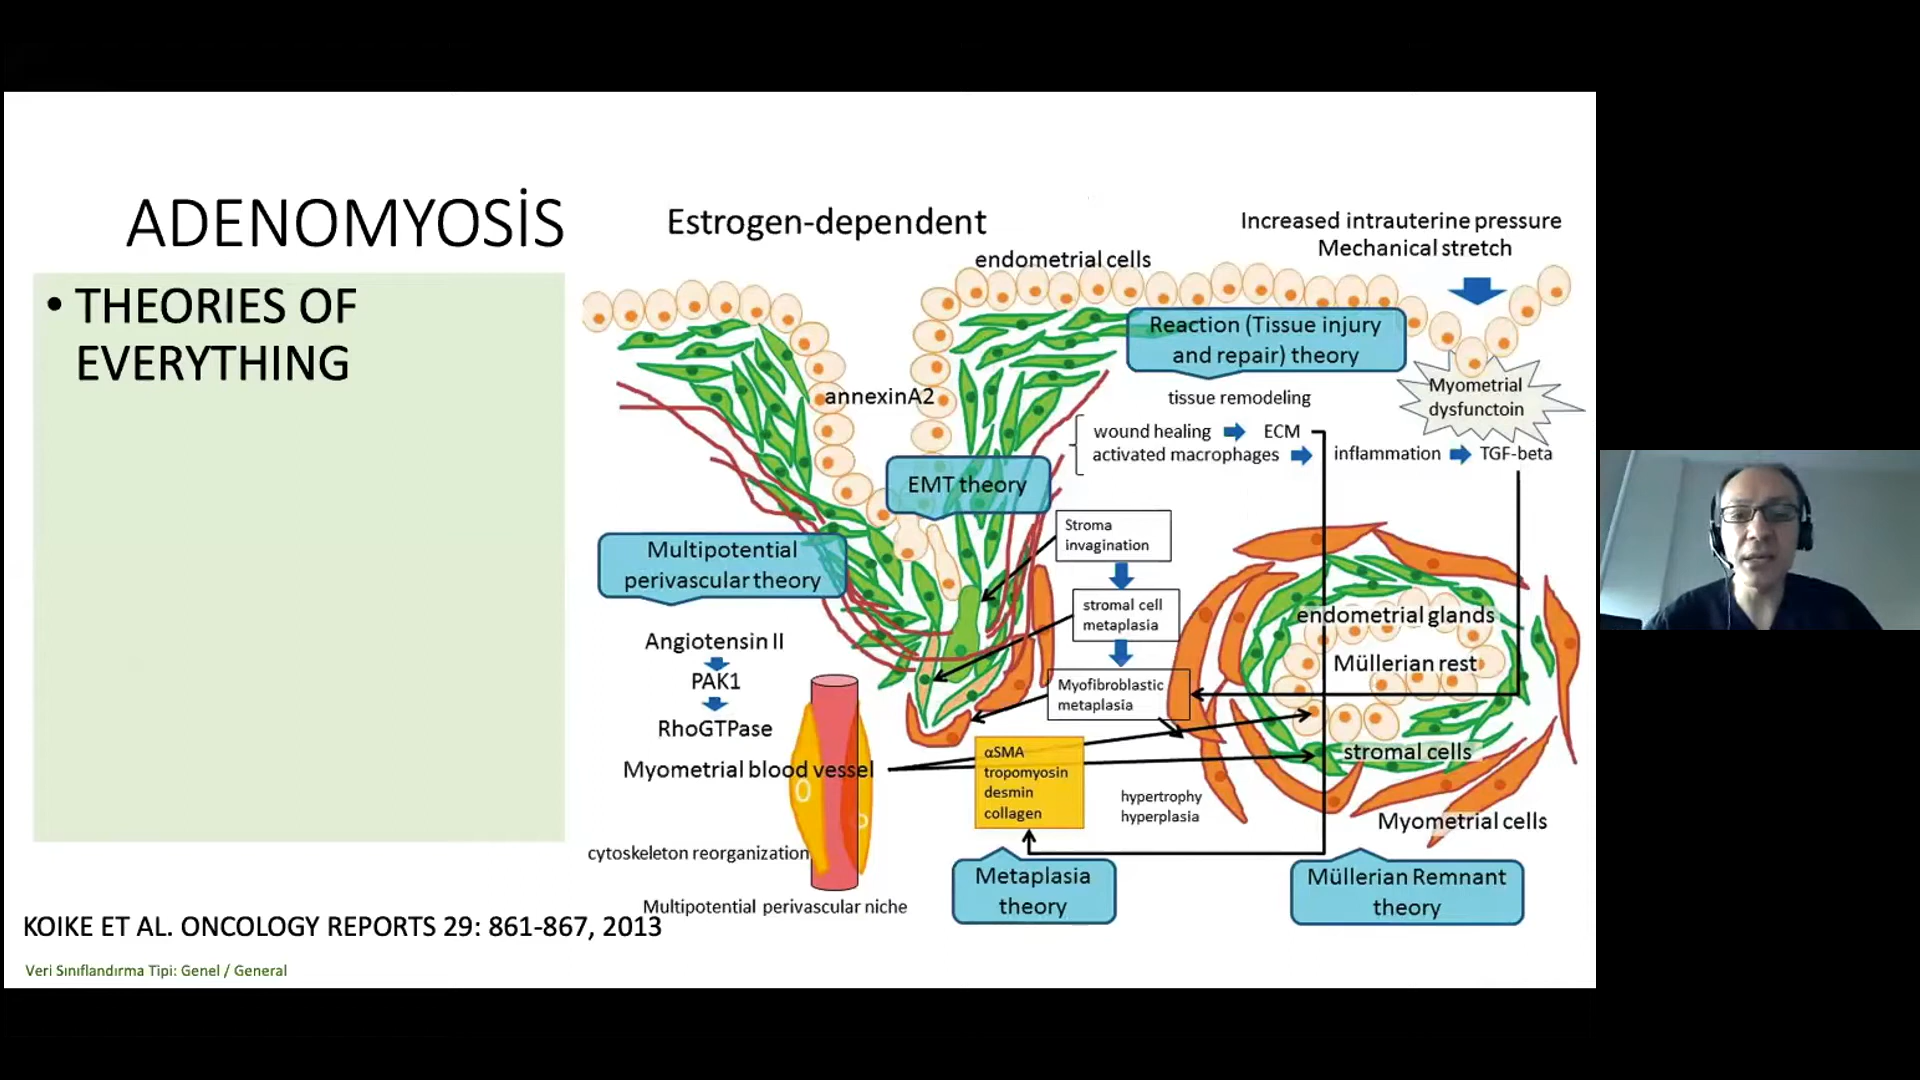 ADENOMYOSİS
• THEORIES OF
EVERYTHING
Estrogen-dependent
Increased intrauterine pressure
Mechanical stretch
endometrial cells
Reaction (Tissue injury
and repair) theory
annexinA2
tissue remodeling
Myometrial
dysfunctoin
wound healing
ECM
activated macrophages
inflammation
TGF-beta
EMT theory
Stroma
invagination
Multipotential
perivascular theory
stromal cell
metaplasia
endometrial glands
Angiotensin II
PAK1
RhoGTPase
Müllerian rest
Myofibroblastic
metaplasia
Myometrial blood vessel
αSMA
tropomyosin
desmin
collagen
stromal cells
hypertrophy
hyperplasia
Myometrial cells
cytoskeleton reorganization
Metaplasia
theory
Müllerian Remnant
theory
Multipotential perivascular niche
KOIKE ET AL. ONCOLOGY REPORTS 29: 861-867, 2013
Veri Sınıflandırma Tipi: Genel / General